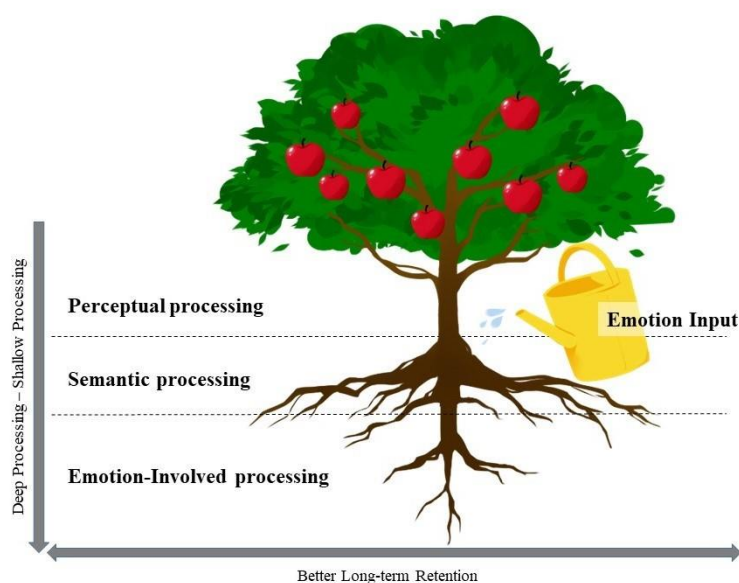 Perceptual processing
Emotion Input
Semantic processing
Emotion-Involved processing
Deep Processing – Shallow Processing
Better Long-term Retention